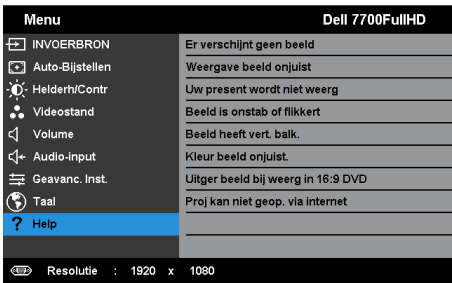 Menu Dell 7700FullHD
INVOERBRON Er verschijnt geen beeld
Auto-Bijstellen Weergave beeld onjuist
Helderh/Contr Uw present wordt niet weerg
Videostand Beeld is onstab of flikkert
Volume Beeld heeft vert. balk.
Audio-input Kleur beeld onjuist.
Geavanc. Inst. Uitger beeld bij weerg in 16:9 DVD
Taal Proj kan niet geop. via internet
? Help
Resolutie : 1920 x 1080